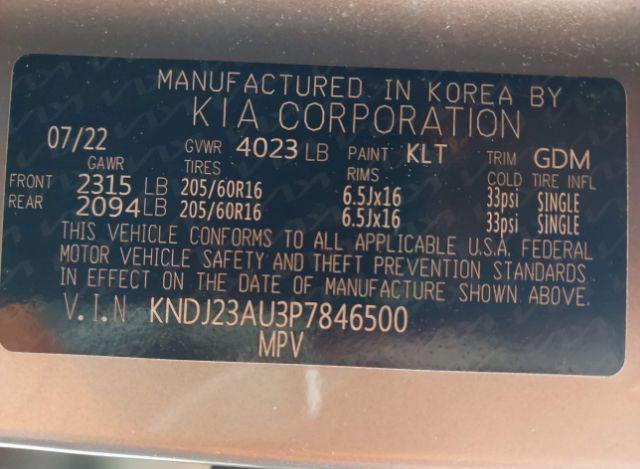 MANUFACTURED IN KOREA BY
KIA CORPORATION
07/22 GVWR 4023 LB PAINT KLT TRIM GDM
GAWR TIRES RIMS COLD TIRE INFL
FRONT 2315 LB 205/60R16 6.5Jx16 33psi SINGLE
REAR 2094 LB 205/60R16 6.5Jx16 33psi SINGLE
THIS VEHICLE CONFORMS TO ALL APPLICABLE U.S.A. FEDERAL
MOTOR VEHICLE SAFETY AND THEFT PREVENTION STANDARDS
IN EFFECT ON THE DATE OF MANUFACTURE SHOWN ABOVE.
V.I.N KNDJ23AU3P7846500
MPV